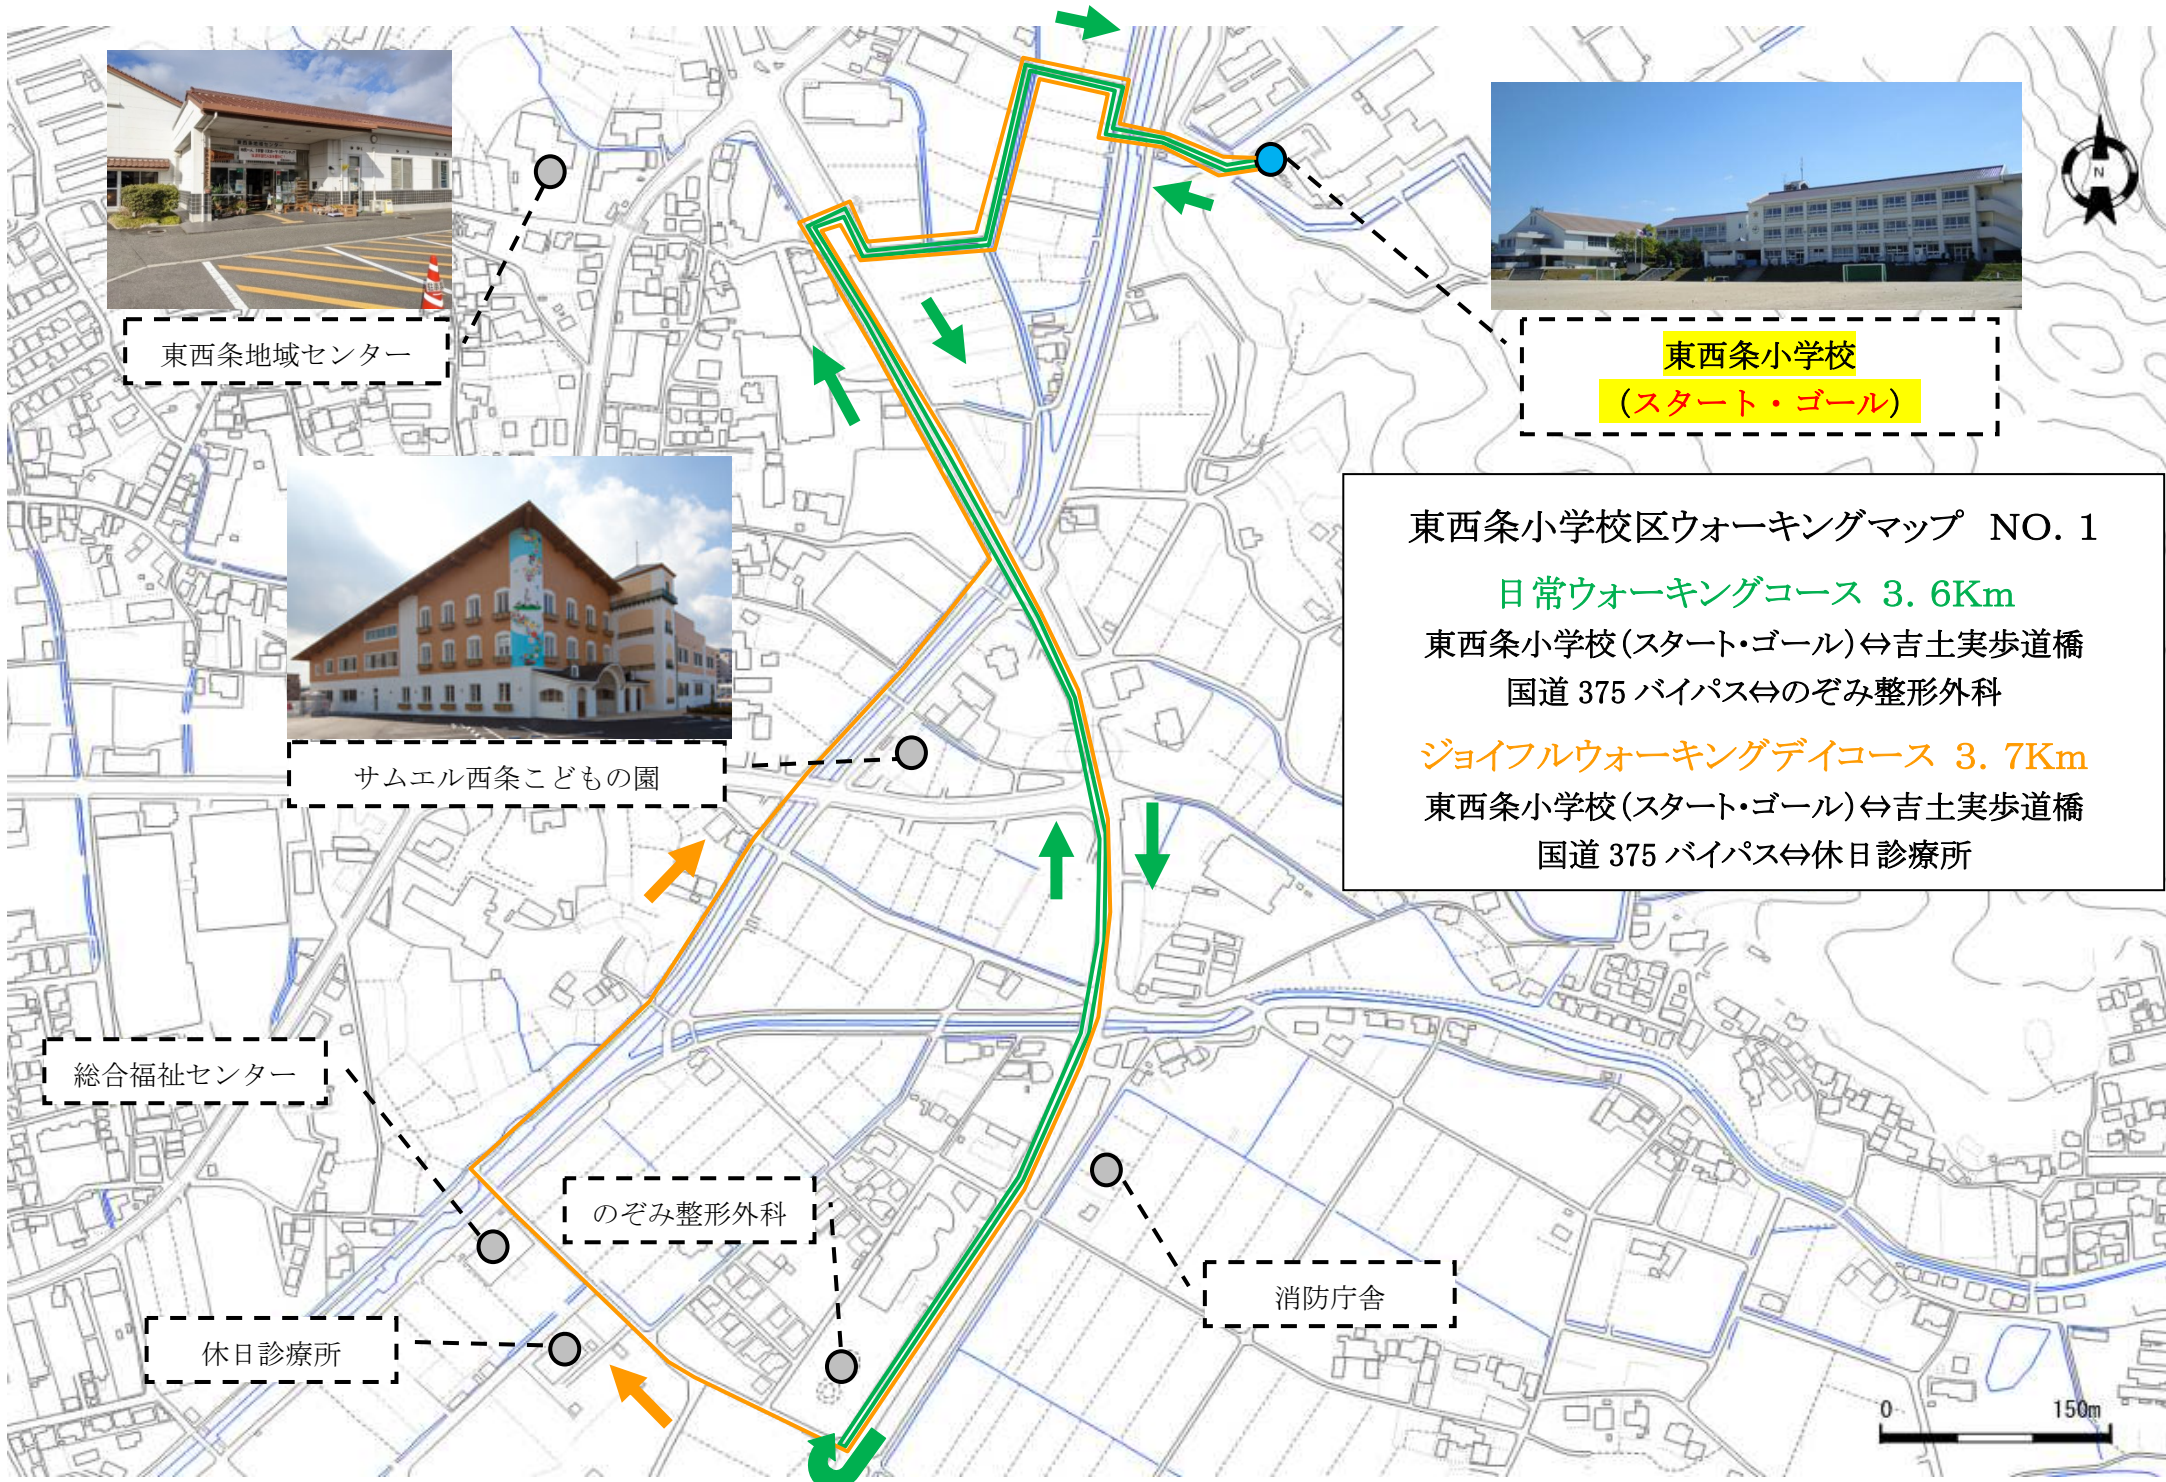 東西条地域センター
東西条小学校
(スタート・ゴール)
N
サムエル西条こどもの園
東西条小学校区ウォーキングマップ NO. 1
日常ウォーキングコース 3. 6Km
東西条小学校(スタート・ゴール)⇔吉土実歩道橋
国道 375 バイパス⇔のぞみ整形外科
ジョイフルウォーキングデイコース 3. 7Km
東西条小学校(スタート・ゴール)⇔吉土実歩道橋
国道 375 バイパス⇔休日診療所
総合福祉センター
のぞみ整形外科
消防庁舎
休日診療所
0 150m